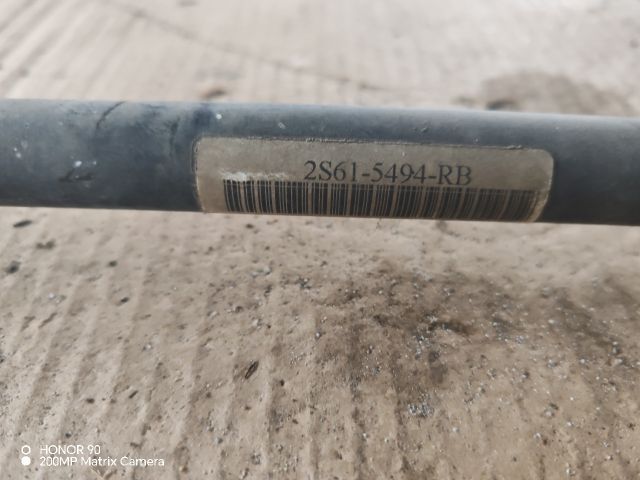 2S61-5494-RB
HONOR 90
200MP Matrix Camera